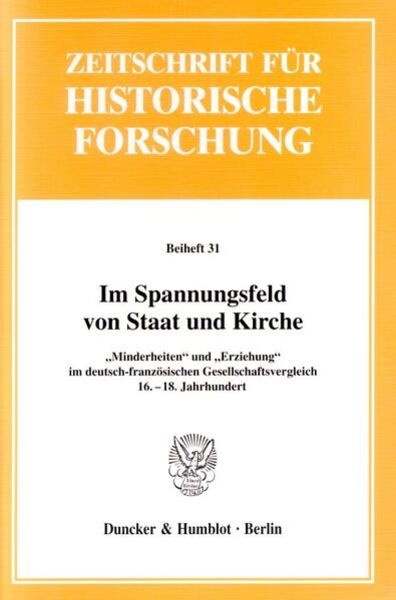 ZEITSCHRIFT FÜR
HISTORISCHE
FORSCHUNG
Beiheft 31
Im Spannungsfeld
von Staat und Kirche
„Minderheiten“ und „Erziehung“
im deutsch-französischen Gesellschaftsvergleich
16. – 18. Jahrhundert
Duncker & Humblot · Berlin